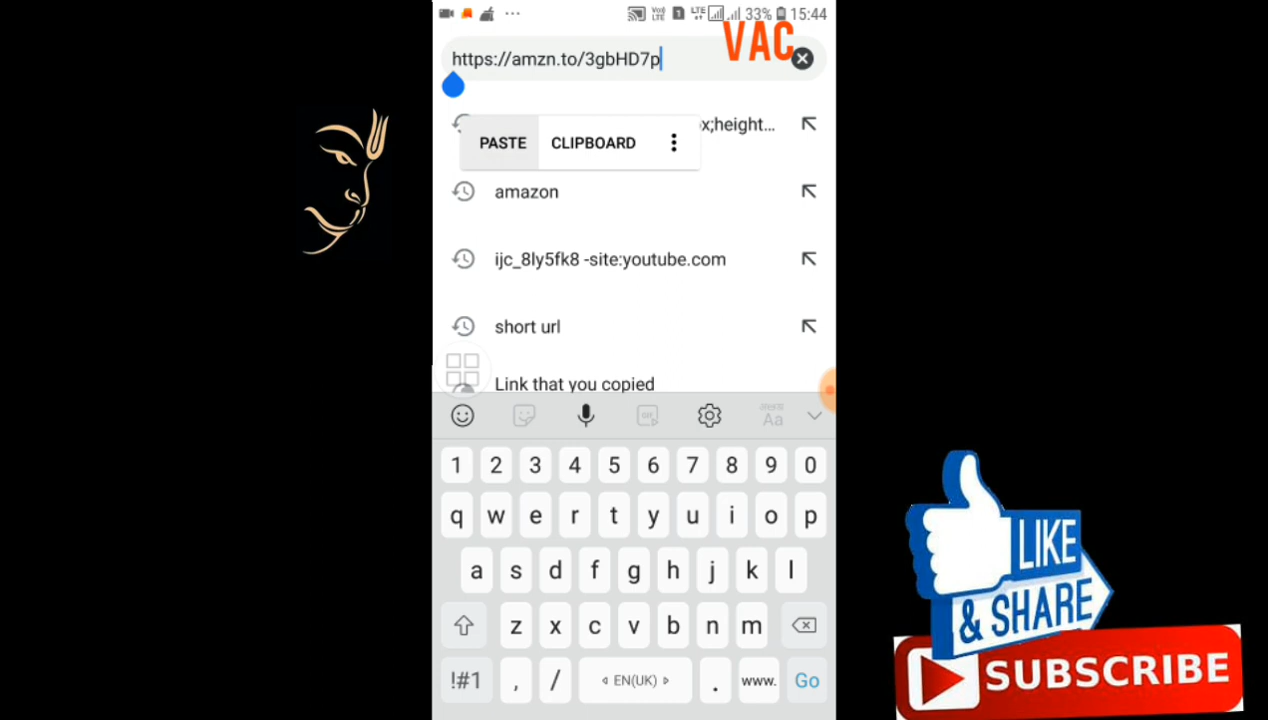 33% 15:44
VAC
https://amzn.to/3gbHD7p
x;height...
PASTE CLIPBOARD
amazon
ijc_8ly5fk8 -site:youtube.com
short url
Link that you copied
Aa
1 2 3 4 5 6 7 8 9 0
q w e r t y u i o p
a s d f g h j k l
z x c v b n m
!#1 , / EN(UK) . www. Go
LIKE
& SHARE
SUBSCRIBE